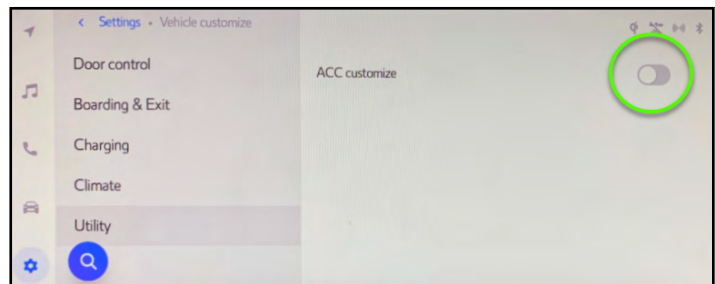 < Settings • Vehicle customize
Door control
ACC customize
Boarding & Exit
Charging
Climate
Utility